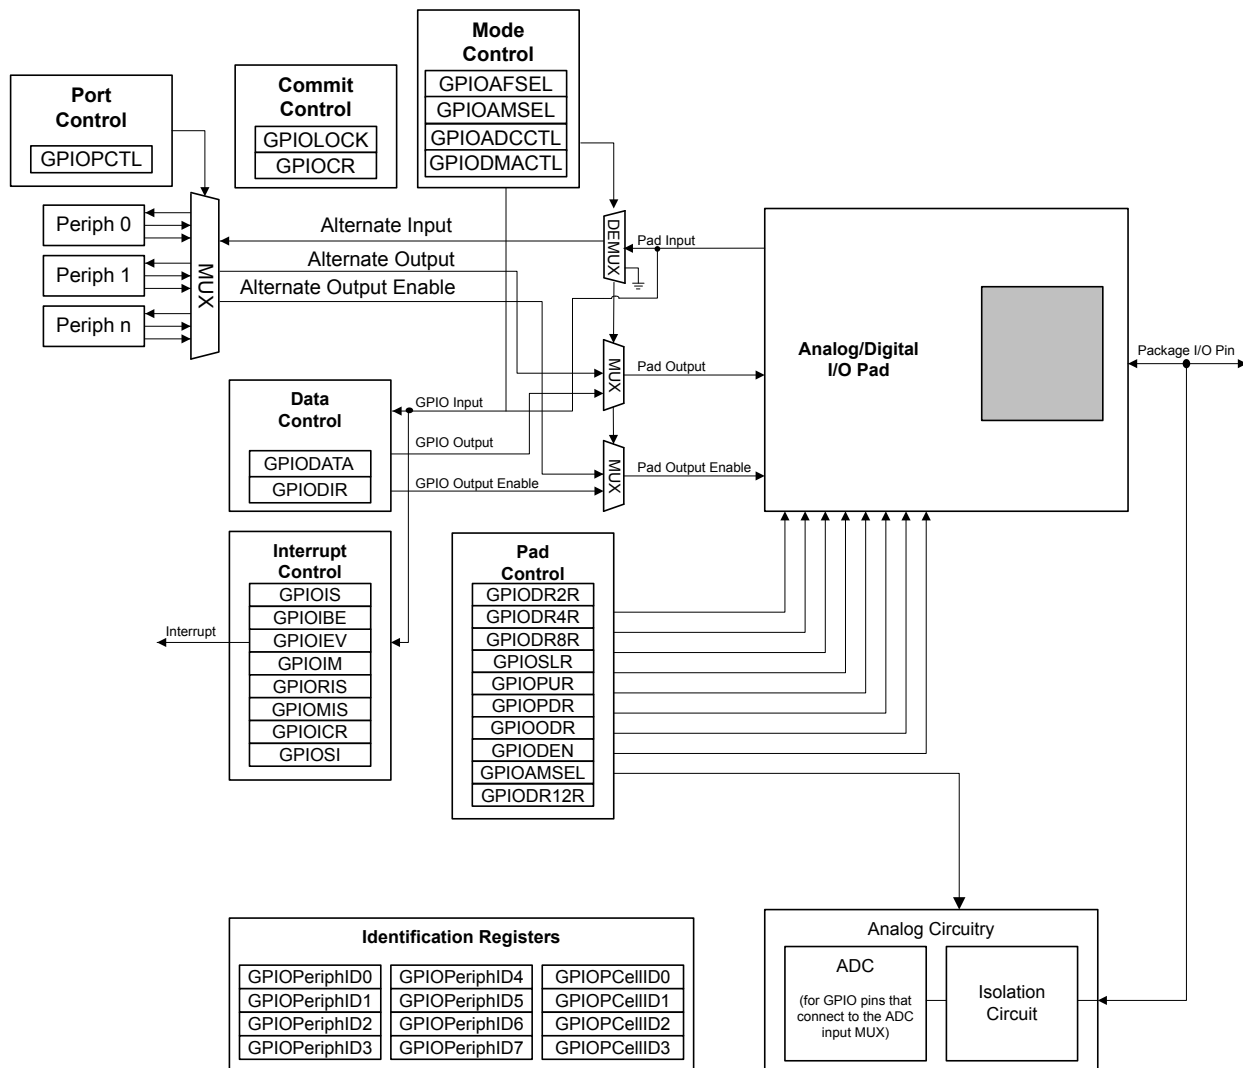 Mode
Control
GPIOAFSEL
GPIOAMSEL
GPIOADCCTL
GPIODMACTL
Commit
Control
GPIOLOCK
GPIOCR
Port
Control
GPIOPCTL
Periph 0
Periph 1
Periph n
MUX
Alternate Input
Alternate Output
Alternate Output Enable
DEMUX
Pad Input
MUX
Pad Output
MUX
Pad Output Enable
Analog/Digital
I/O Pad
Package I/O Pin
Data
Control
GPIODATA
GPIODIR
GPIO Input
GPIO Output
GPIO Output Enable
Interrupt
Control
GPIOIS
GPIOIBE
GPIOIEV
GPIOIM
GPIORIS
GPIOMIS
GPIOICR
GPIOSI
Interrupt
Pad
Control
GPIODR2R
GPIODR4R
GPIODR8R
GPIOSLR
GPIOPUR
GPIOPDR
GPIOODR
GPIODEN
GPIOAMSEL
GPIODR12R
Identification Registers
GPIOPeriphID0
GPIOPeriphID1
GPIOPeriphID2
GPIOPeriphID3
GPIOPeriphID4
GPIOPeriphID5
GPIOPeriphID6
GPIOPeriphID7
GPIOPCellID0
GPIOPCellID1
GPIOPCellID2
GPIOPCellID3
Analog Circuitry
ADC
(for GPIO pins that
connect to the ADC
input MUX)
Isolation
Circuit